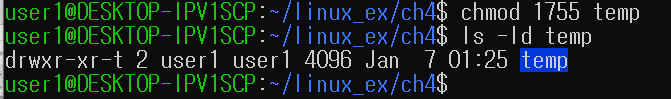 user1@DESKTOP-IPV1SCP:~/linux_ex/ch4$ chmod 1755 temp
user1@DESKTOP-IPV1SCP:~/linux_ex/ch4$ ls -ld temp
drwxr-xr-t 2 user1 user1 4096 Jan  7 01:25 temp
user1@DESKTOP-IPV1SCP:~/linux_ex/ch4$